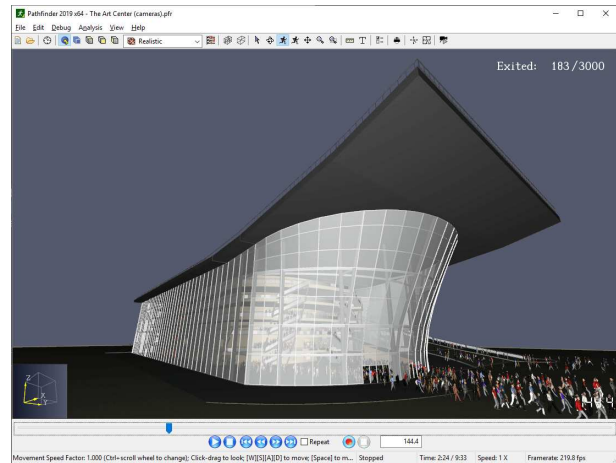 Pathfinder 2019 x64 - The Art Center (cameras).pfr
File Edit Debug Analysis View Help
Realistic
Exited: 183/3000
Z
X
Y
144.4
Repeat
144.4
Movement Speed Factor: 1.000 (Ctrl+scroll wheel to change); Click-drag to look; [W][S][A][D] to move; [Space] to m... Stopped Time: 2:24 / 9:33 Speed: 1 X Framerate: 219.8 fps